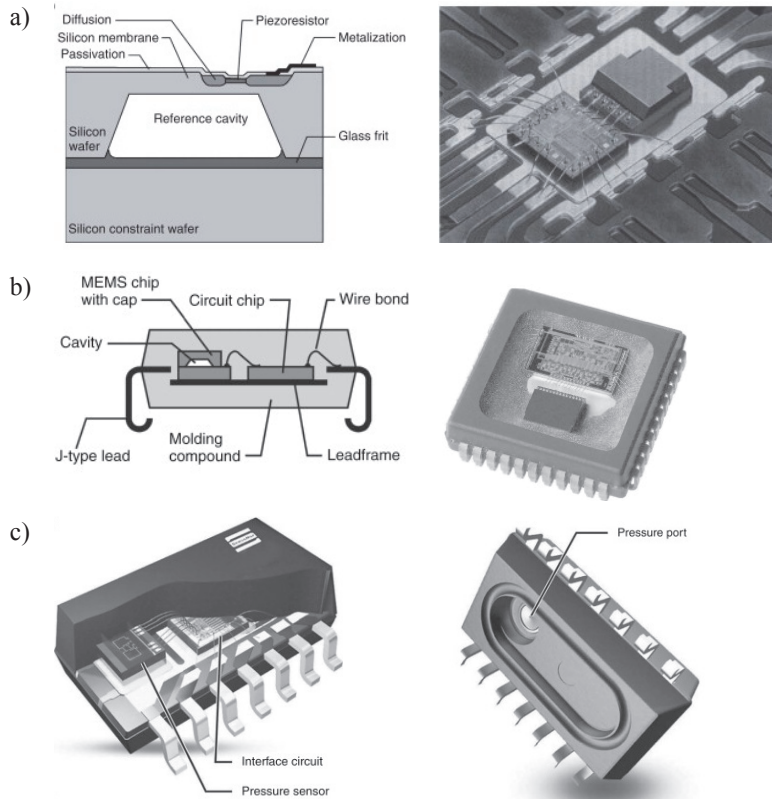 a)
Diffusion
Piezoresistor
Silicon membrane
Metalization
Passivation
Reference cavity
Silicon
wafer
Glass frit
Silicon constraint wafer
b)
MEMS chip
with cap
Circuit chip
Wire bond
Cavity
J-type lead
Molding
compound
Leadframe
c)
Pressure port
Interface circuit
Pressure sensor